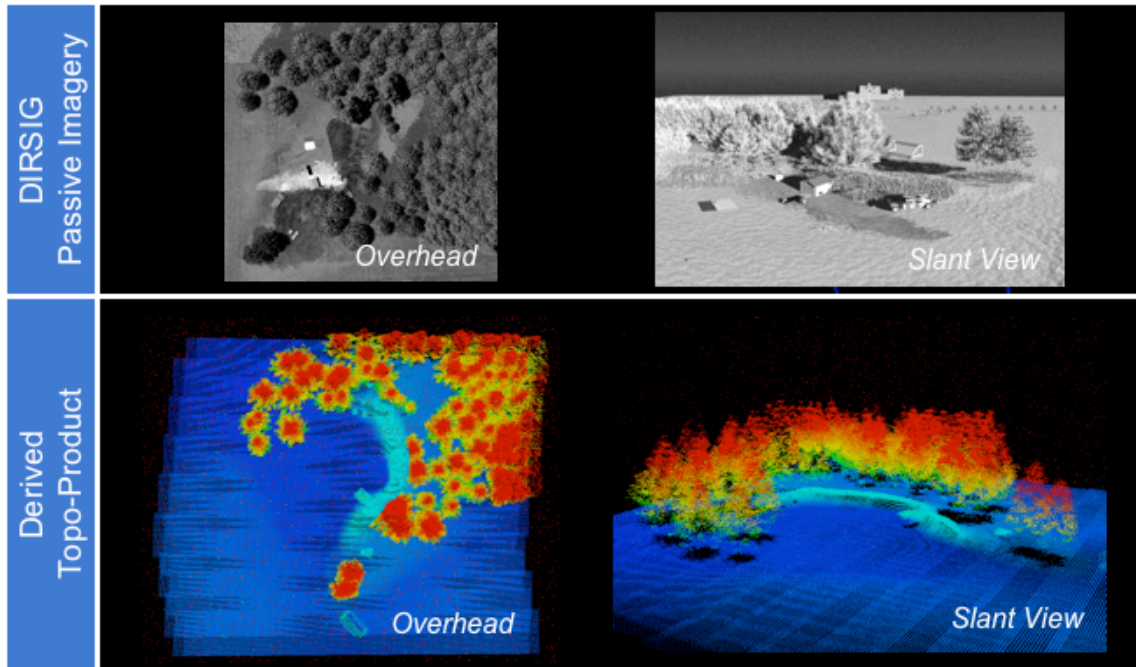 DIRSIG
Passive Imagery
Overhead
Slant View
Derived
Topo-Product
Overhead
Slant View